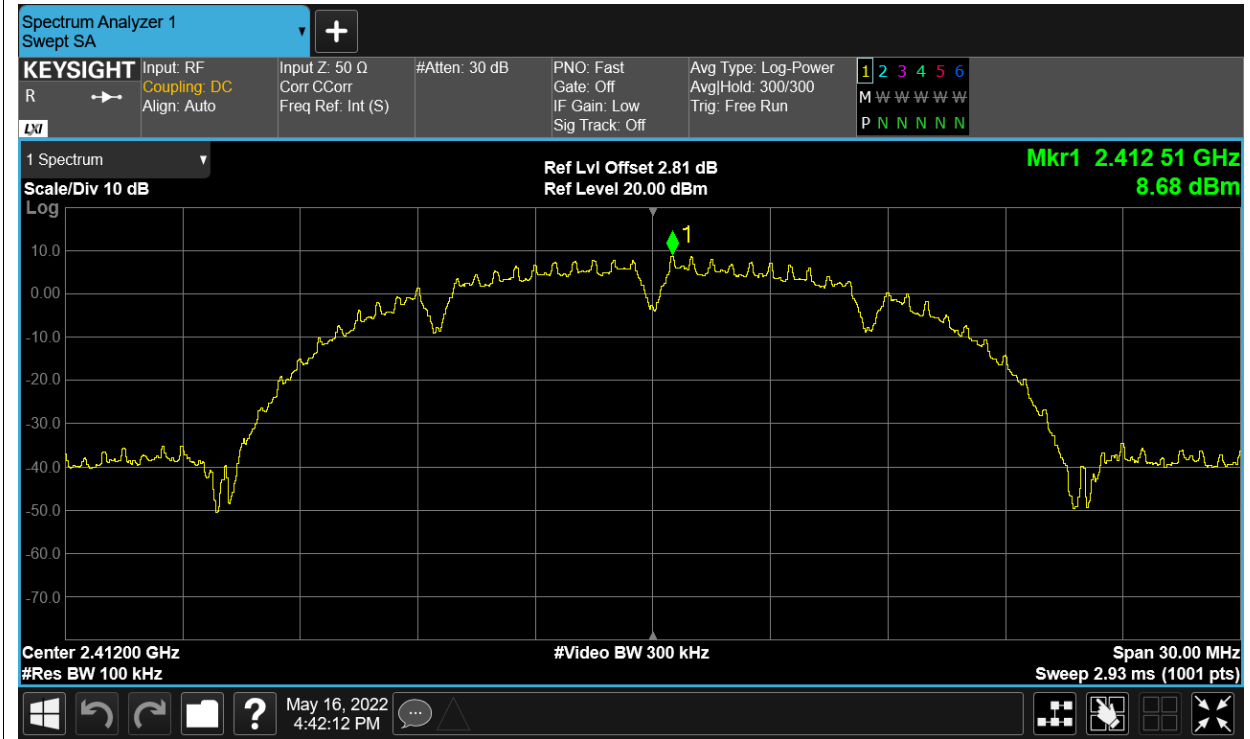 Spectrum Analyzer 1
Swept SA
KEYSIGHT
R
LXI
Input: RF
Coupling: DC
Align: Auto
Input Z: 50 Ω
Corr CCorr
Freq Ref: Int (S)
#Atten: 30 dB
PNO: Fast
Gate: Off
IF Gain: Low
Sig Track: Off
Avg Type: Log-Power
Avg|Hold: 300/300
Trig: Free Run
1 2 3 4 5 6
M W W W W W
P N N N N N
1 Spectrum
Scale/Div 10 dB
Log
Ref Lvl Offset 2.81 dB
Ref Level 20.00 dBm
Mkr1 2.412 51 GHz
8.68 dBm
1
10.0
0.00
-10.0
-20.0
-30.0
-40.0
-50.0
-60.0
-70.0
Center 2.41200 GHz
#Res BW 100 kHz
#Video BW 300 kHz
Span 30.00 MHz
Sweep 2.93 ms (1001 pts)
?
May 16, 2022
4:42:12 PM